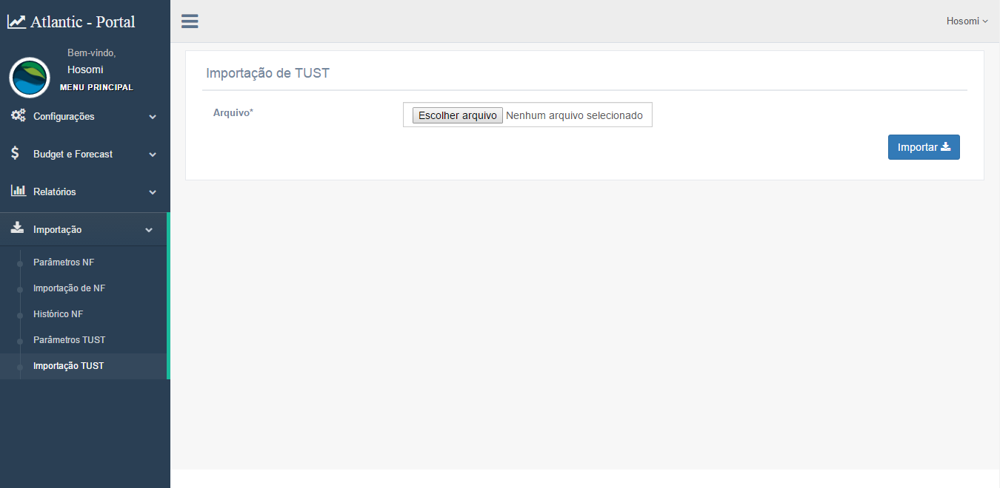 Atlantic - Portal
Bem-vindo,
Hosomi
MENU PRINCIPAL
Configurações
Budget e Forecast
Relatórios
Importação
Parâmetros NF
Importação de NF
Histórico NF
Parâmetros TUST
Importação TUST
Hosomi
Importação de TUST
Arquivo*
Escolher arquivo Nenhum arquivo selecionado
Importar